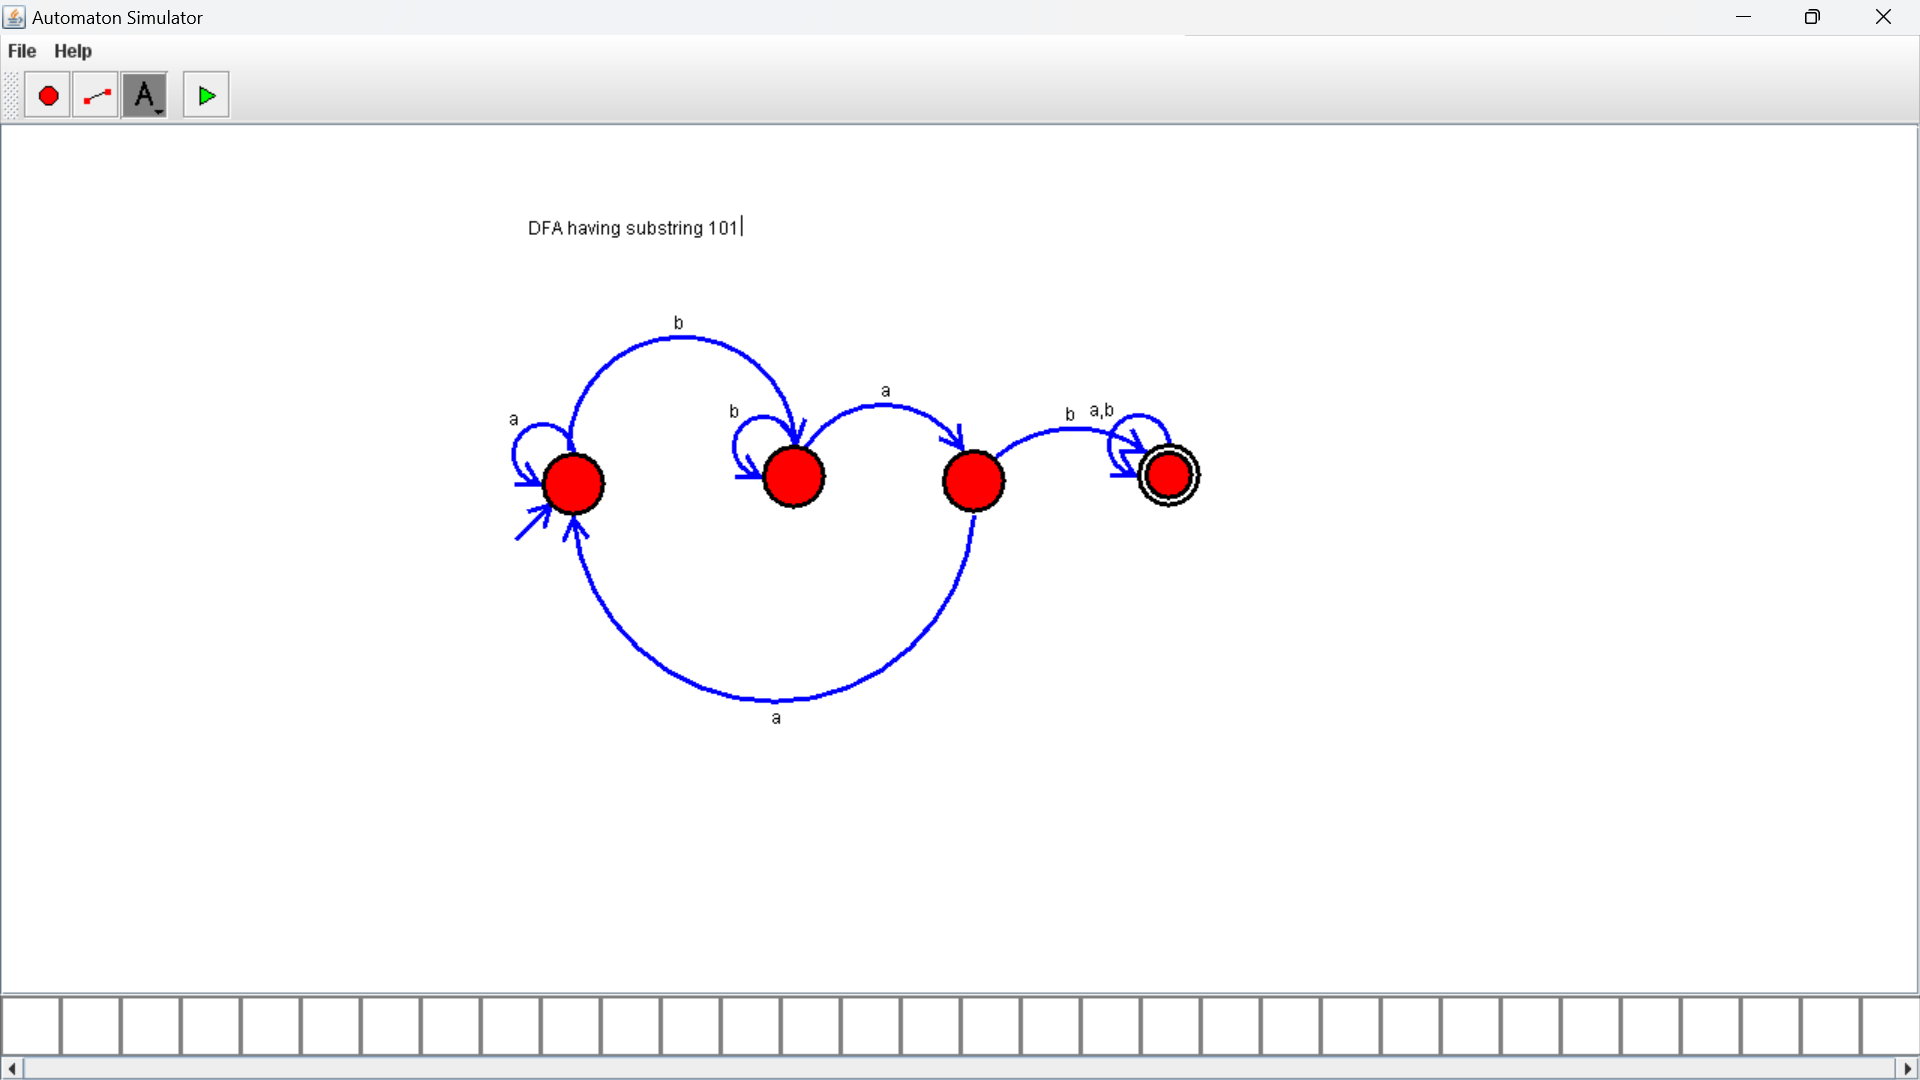 Automaton Simulator
File Help
A
DFA having substring 101
b
a
b
a
b
a,b
a